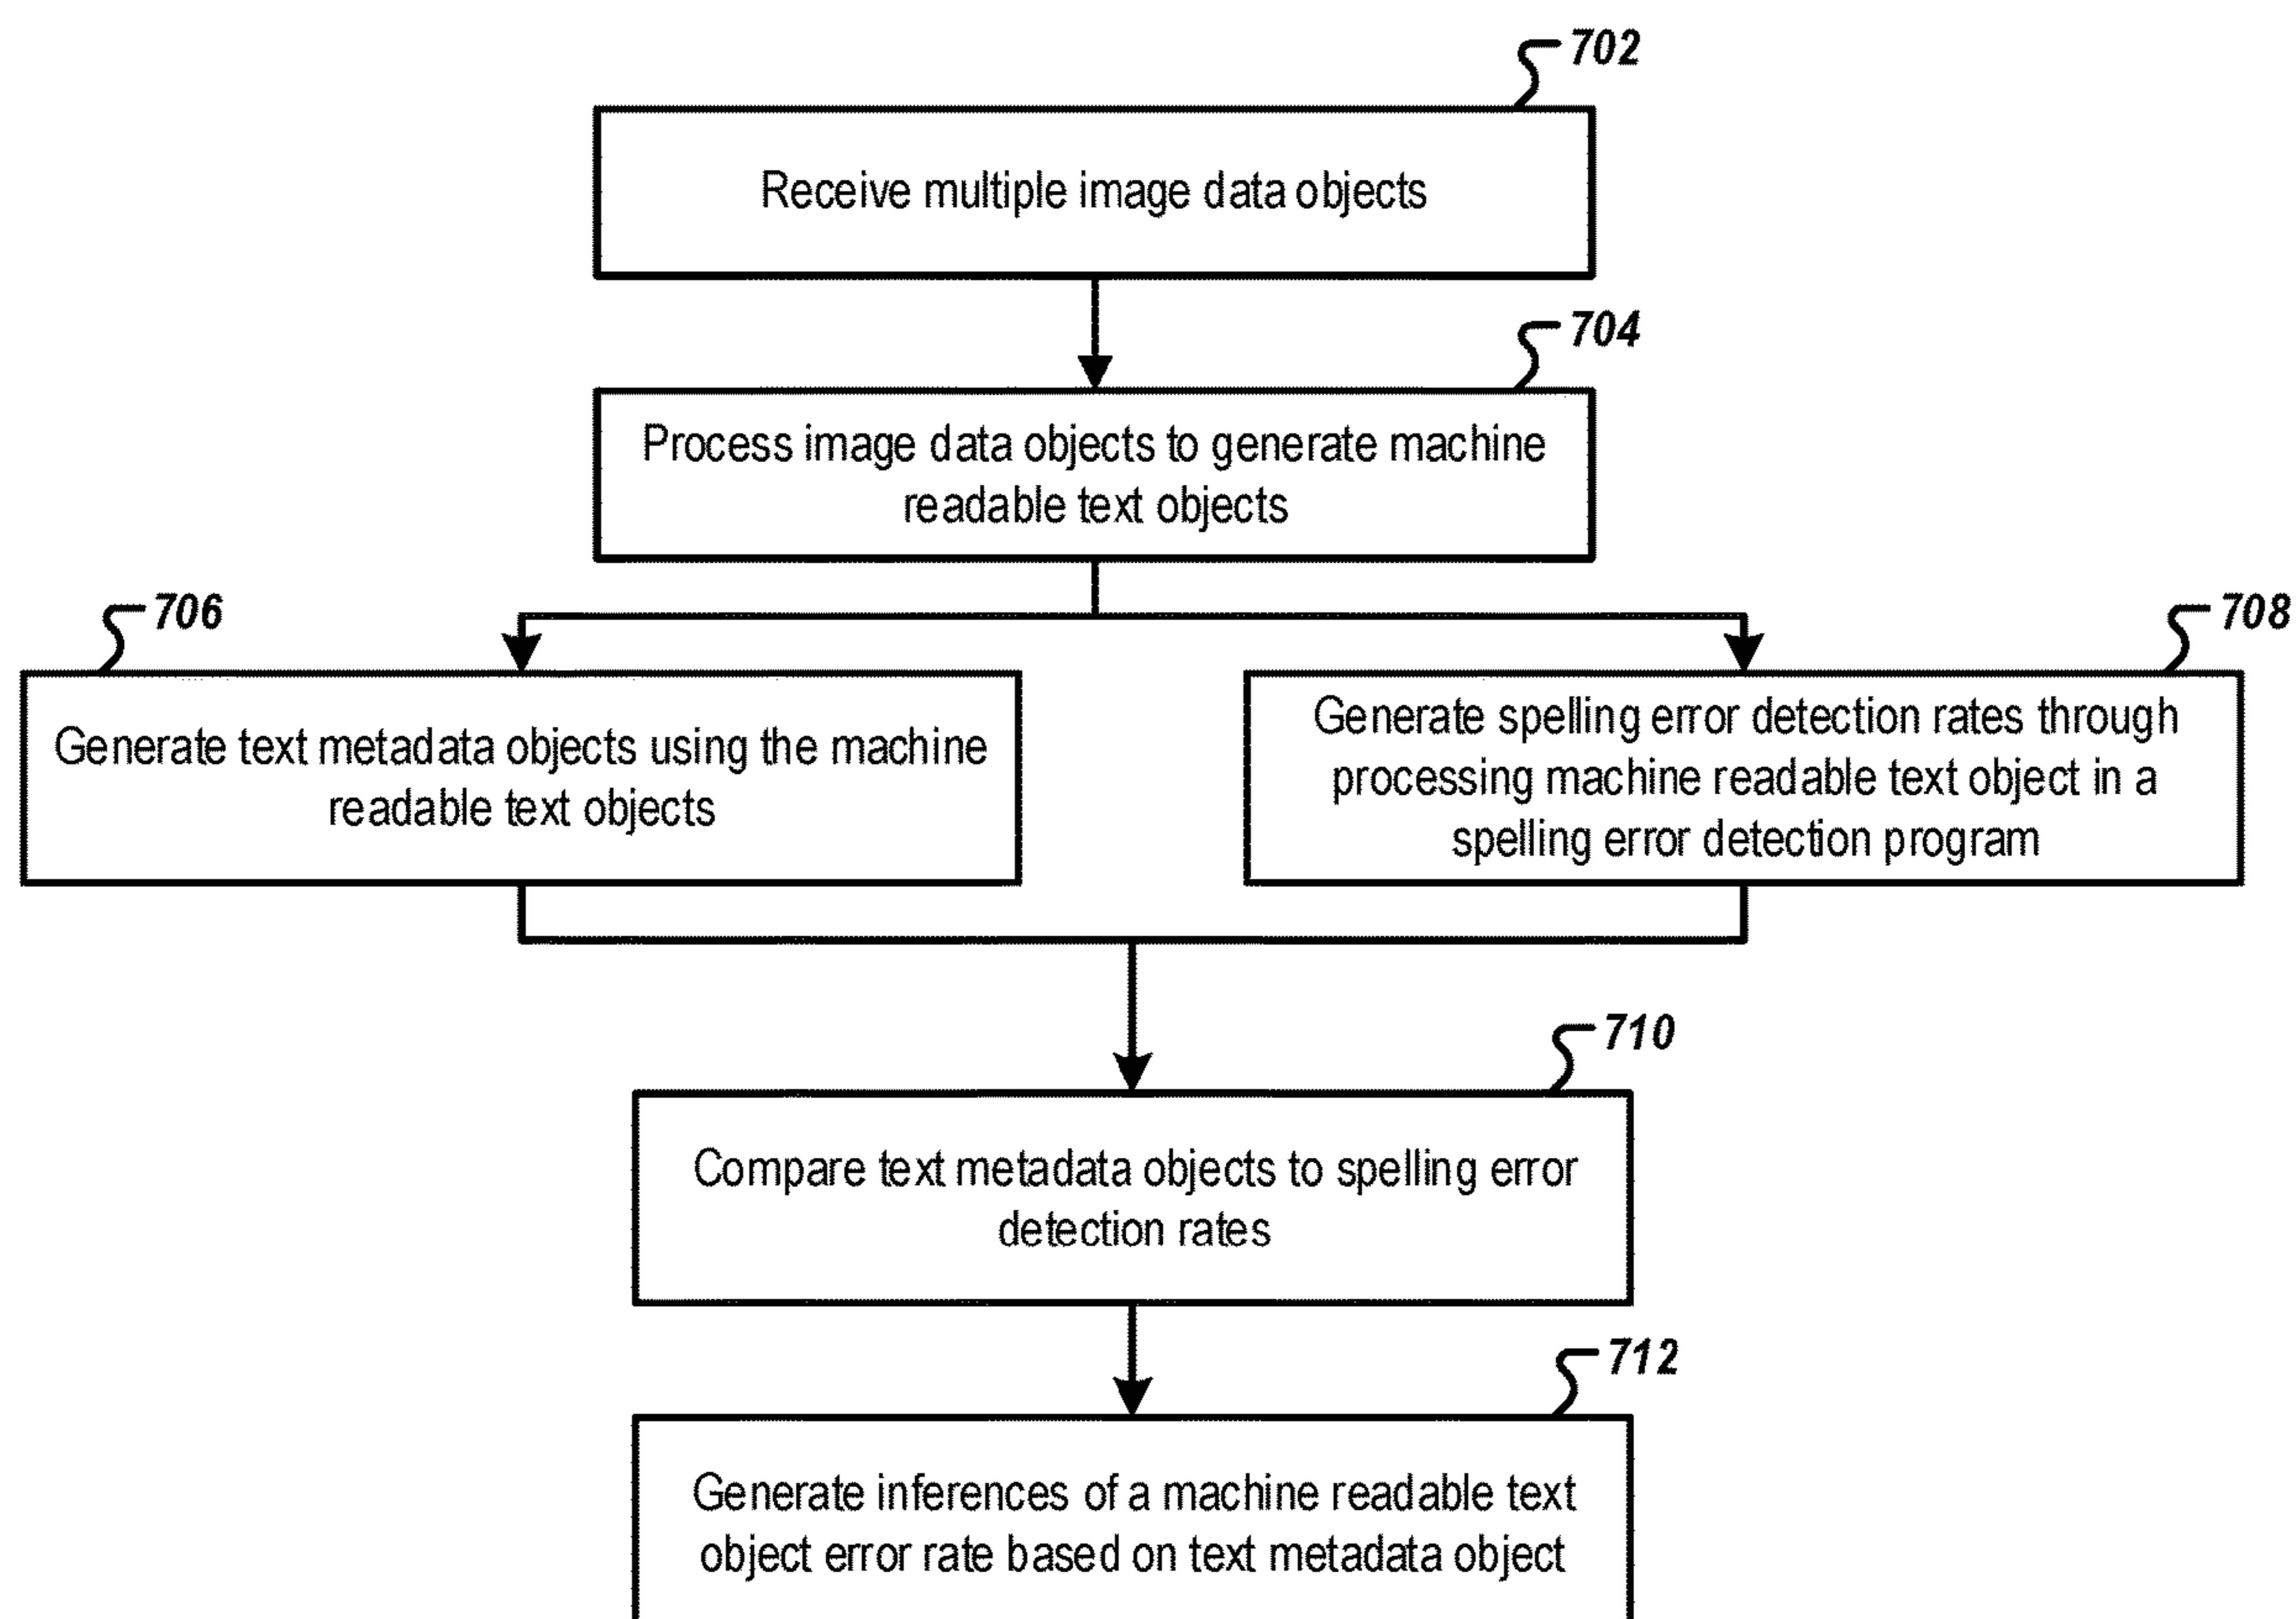 702
Receive multiple image data objects
704
Process image data objects to generate machine
readable text objects
706
Generate text metadata objects using the machine
readable text objects
708
Generate spelling error detection rates through
processing machine readable text object in a
spelling error detection program
710
Compare text metadata objects to spelling error
detection rates
712
Generate inferences of a machine readable text
object error rate based on text metadata object